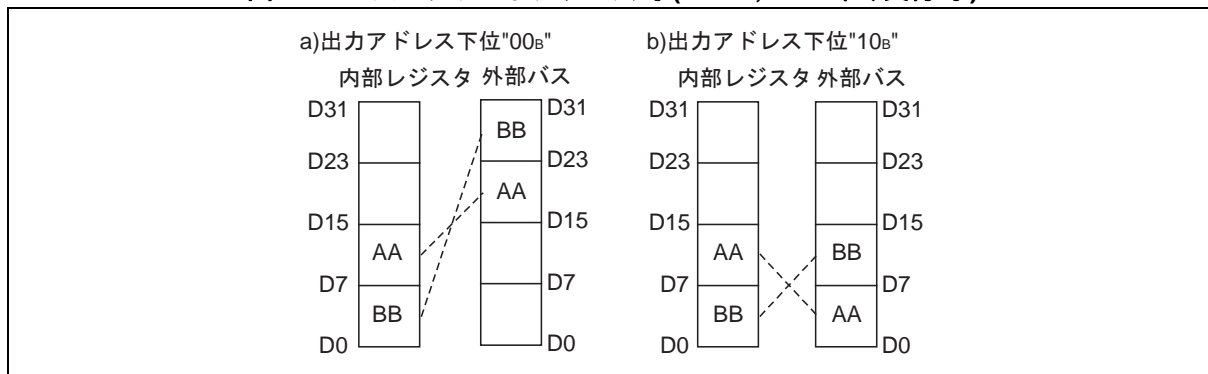 a)出力アドレス下位"00B"
内部レジスタ 外部バス
D31
D23
D15
D7
D0
AA
BB
BB
AA
D31
D23
D15
D7
D0
b)出力アドレス下位"10B"
内部レジスタ 外部バス
D31
D23
D15
D7
D0
AA
BB
BB
AA
D31
D23
D15
D7
D0